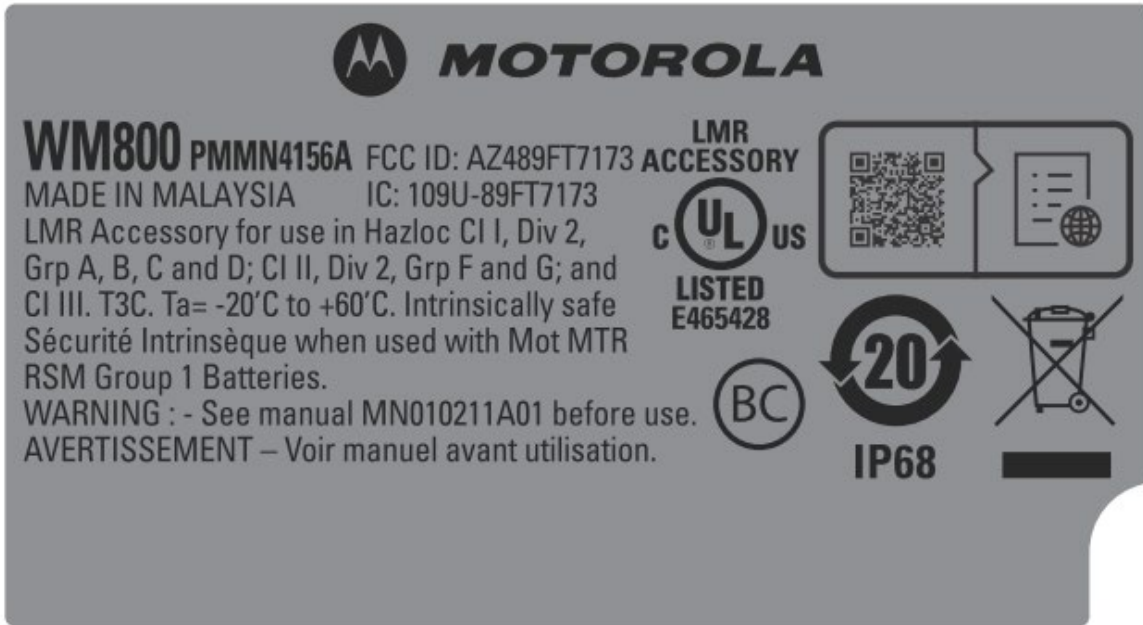 MOTOROLA
WM800 PMMN4156A FCC ID: AZ489FT7173
MADE IN MALAYSIA IC: 109U-89FT7173
LMR Accessory for use in Hazloc CI I, Div 2,
Grp A, B, C and D; CI II, Div 2, Grp F and G; and
CI III. T3C. Ta= -20'C to +60'C. Intrinsically safe
Sécurité Intrinsèque when used with Mot MTR
RSM Group 1 Batteries.
WARNING : - See manual MN010211A01 before use.
AVERTISSEMENT – Voir manuel avant utilisation.
LMR
ACCESSORY
C UL ® US
LISTED
E465428
BC
20
IP68